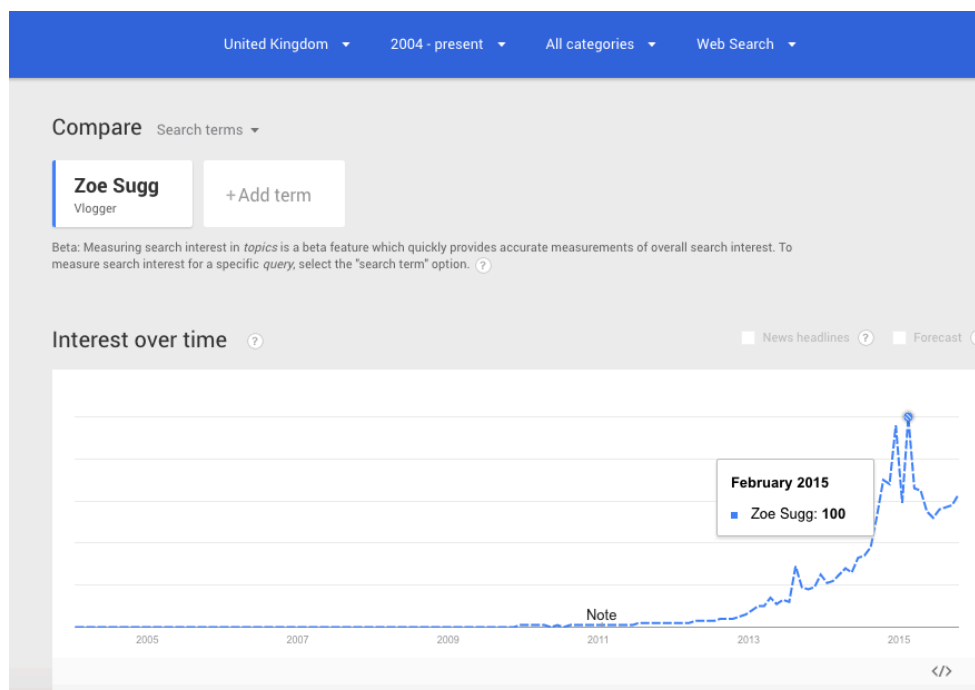 United Kingdom 2004 - present All categories Web Search
Compare Search terms
Zoe Sugg
Vlogger
+Add term
Beta: Measuring search interest in topics is a beta feature which quickly provides accurate measurements of overall search interest. To
measure search interest for a specific query, select the "search term" option. ?
Interest over time ?
News headlines ? Forecast
February 2015
Zoe Sugg: 100
Note
2005 2007 2009 2011 2013 2015
</>